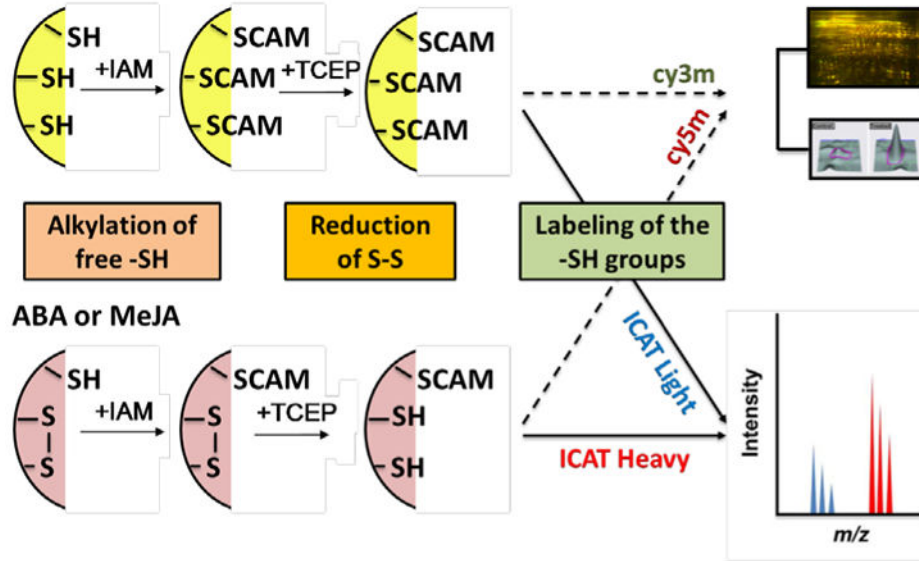 SH
SH
SH
+IAM
SCAM
SCAM
SCAM
+TCEP
SCAM
SCAM
SCAM
cy3m
cy5m
Alkylation of
free -SH
Reduction
of S-S
Labeling of the
-SH groups
ABA or MeJA
SH
S
S
+IAM
SCAM
S
S
+TCEP
SCAM
SH
SH
ICAT Light
ICAT Heavy
Intensity
m/z